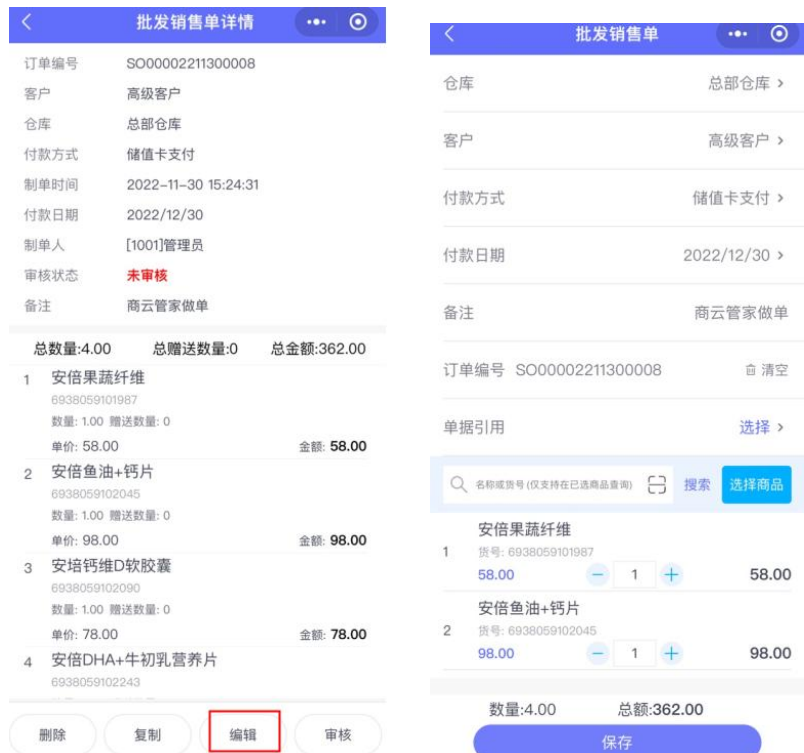 批发销售单详情
订单编号 SO00002211300008
客户 高级客户
仓库 总部仓库
付款方式 储值卡支付
制单时间 2022-11-30 15:24:31
付款日期 2022/12/30
制单人 [1001]管理员
审核状态 未审核
备注 商云管家做单
总数量:4.00 总赠送数量:0 总金额:362.00
1 安倍果蔬纤维
6938059101987
数量: 1.00 赠送数量: 0
单价: 58.00 金额: 58.00
2 安倍鱼油+钙片
6938059102045
数量: 1.00 赠送数量: 0
单价: 98.00 金额: 98.00
3 安培钙维D软胶囊
6938059102090
数量: 1.00 赠送数量: 0
单价: 78.00 金额: 78.00
4 安倍DHA+牛初乳营养片
6938059102243
删除 复制 编辑 审核
批发销售单
仓库 总部仓库 >
客户 高级客户 >
付款方式 储值卡支付 >
付款日期 2022/12/30 >
备注 商云管家做单
订单编号 SO00002211300008 清空
单据引用 选择 >
名称或货号(仅支持在已选商品查询) 搜索 选择商品
安倍果蔬纤维
1 货号: 6938059101987
58.00 − 1 + 58.00
安倍鱼油+钙片
2 货号: 6938059102045
98.00 − 1 + 98.00
数量:4.00 总额:362.00
保存